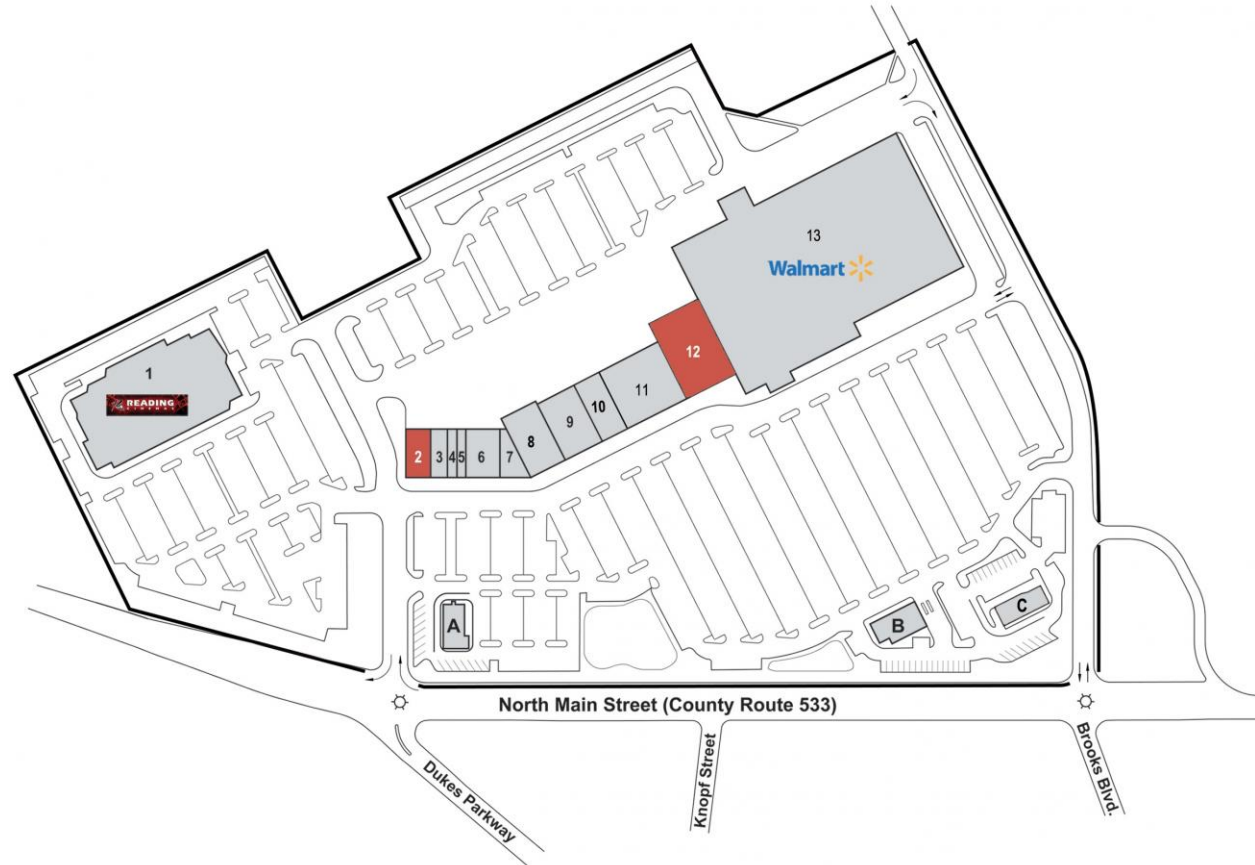 13
Walmart
12
1
READING
CINEMAS
11
10
9
8
2
3
4
5
6
7
A
B
C
North Main Street (County Route 533)
Dukes Parkway
Knopf Street
Brooks Blvd.